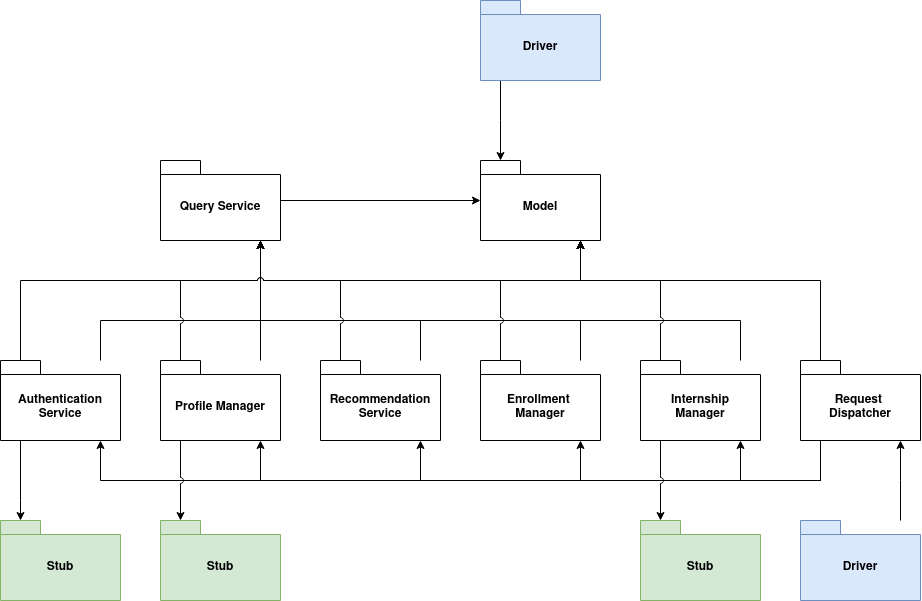 Driver
Query Service
Model
Authentication
Service
Profile Manager
Recommendation
Service
Enrollment
Manager
Internship
Manager
Request
Dispatcher
Stub
Stub
Stub
Driver